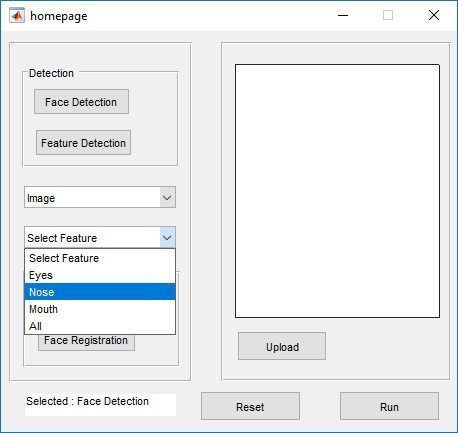 homepage
Detection
Face Detection
Feature Detection
Image
Select Feature
Select Feature
Eyes
Nose
Mouth
All
Face Registration
Selected : Face Detection
Upload
Reset
Run